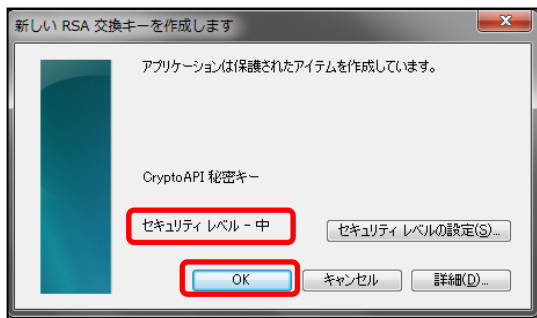 新しい RSA 交換キーを作成します
アプリケーションは保護されたアイテムを作成しています。
CryptoAPI 秘密キー
セキュリティ レベル - 中
セキュリティ レベルの設定(S)...
OK
キャンセル
詳細(D)...